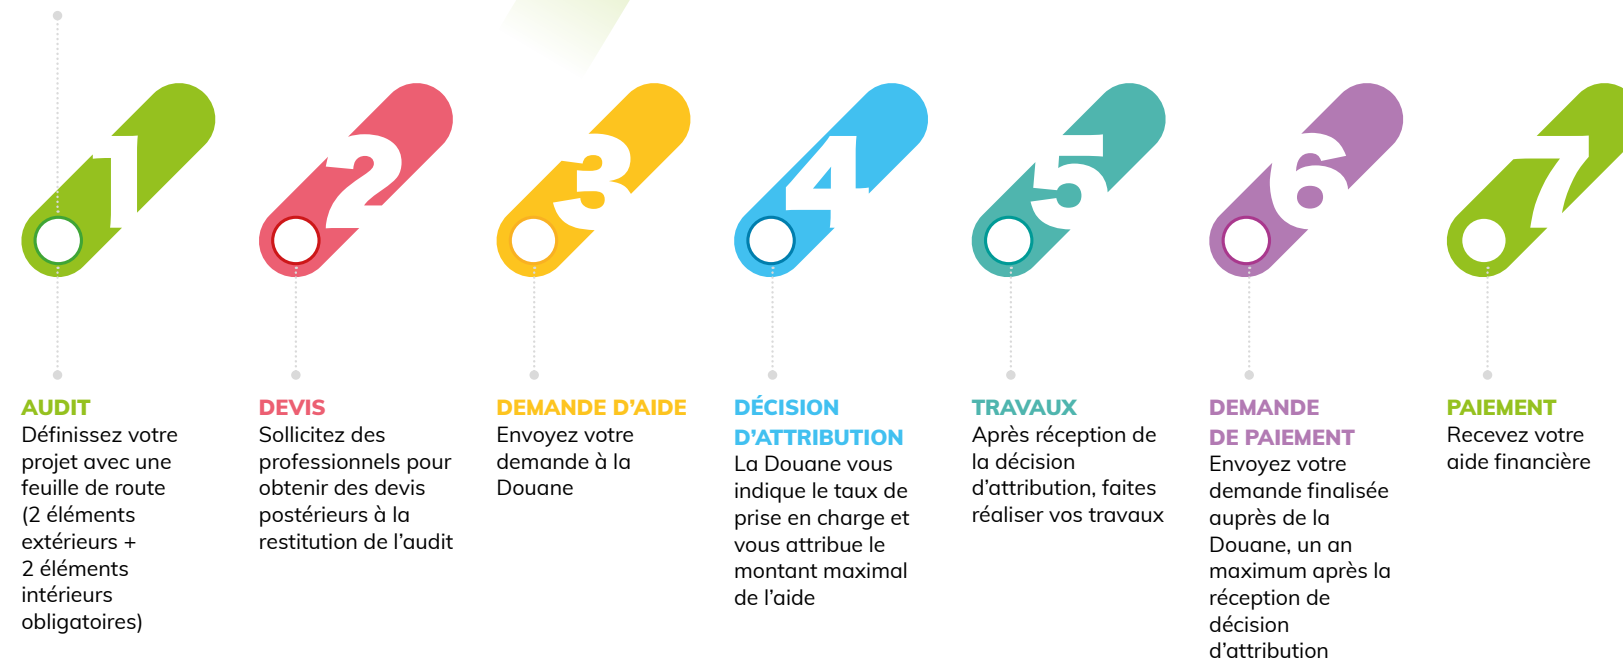 1
AUDIT
Définissez votre
projet avec une
feuille de route
(2 éléments
extérieurs +
2 éléments
intérieurs
obligatoires)
2
DEVIS
Sollicitez des
professionnels pour
obtenir des devis
postérieurs à la
restitution de l’audit
3
DEMANDE D’AIDE
Envoyez votre
demande à la
Douane
4
DÉCISION
D’ATTRIBUTION
La Douane vous
indique le taux de
prise en charge et
vous attribue le
montant maximal
de l’aide
5
TRAVAUX
Après réception de
la décision
d’attribution, faites
réaliser vos travaux
6
DEMANDE
DE PAIEMENT
Envoyez votre
demande finalisée
auprès de la
Douane, un an
maximum après la
réception de
décision
d’attribution
7
PAIEMENT
Recevez votre
aide financière